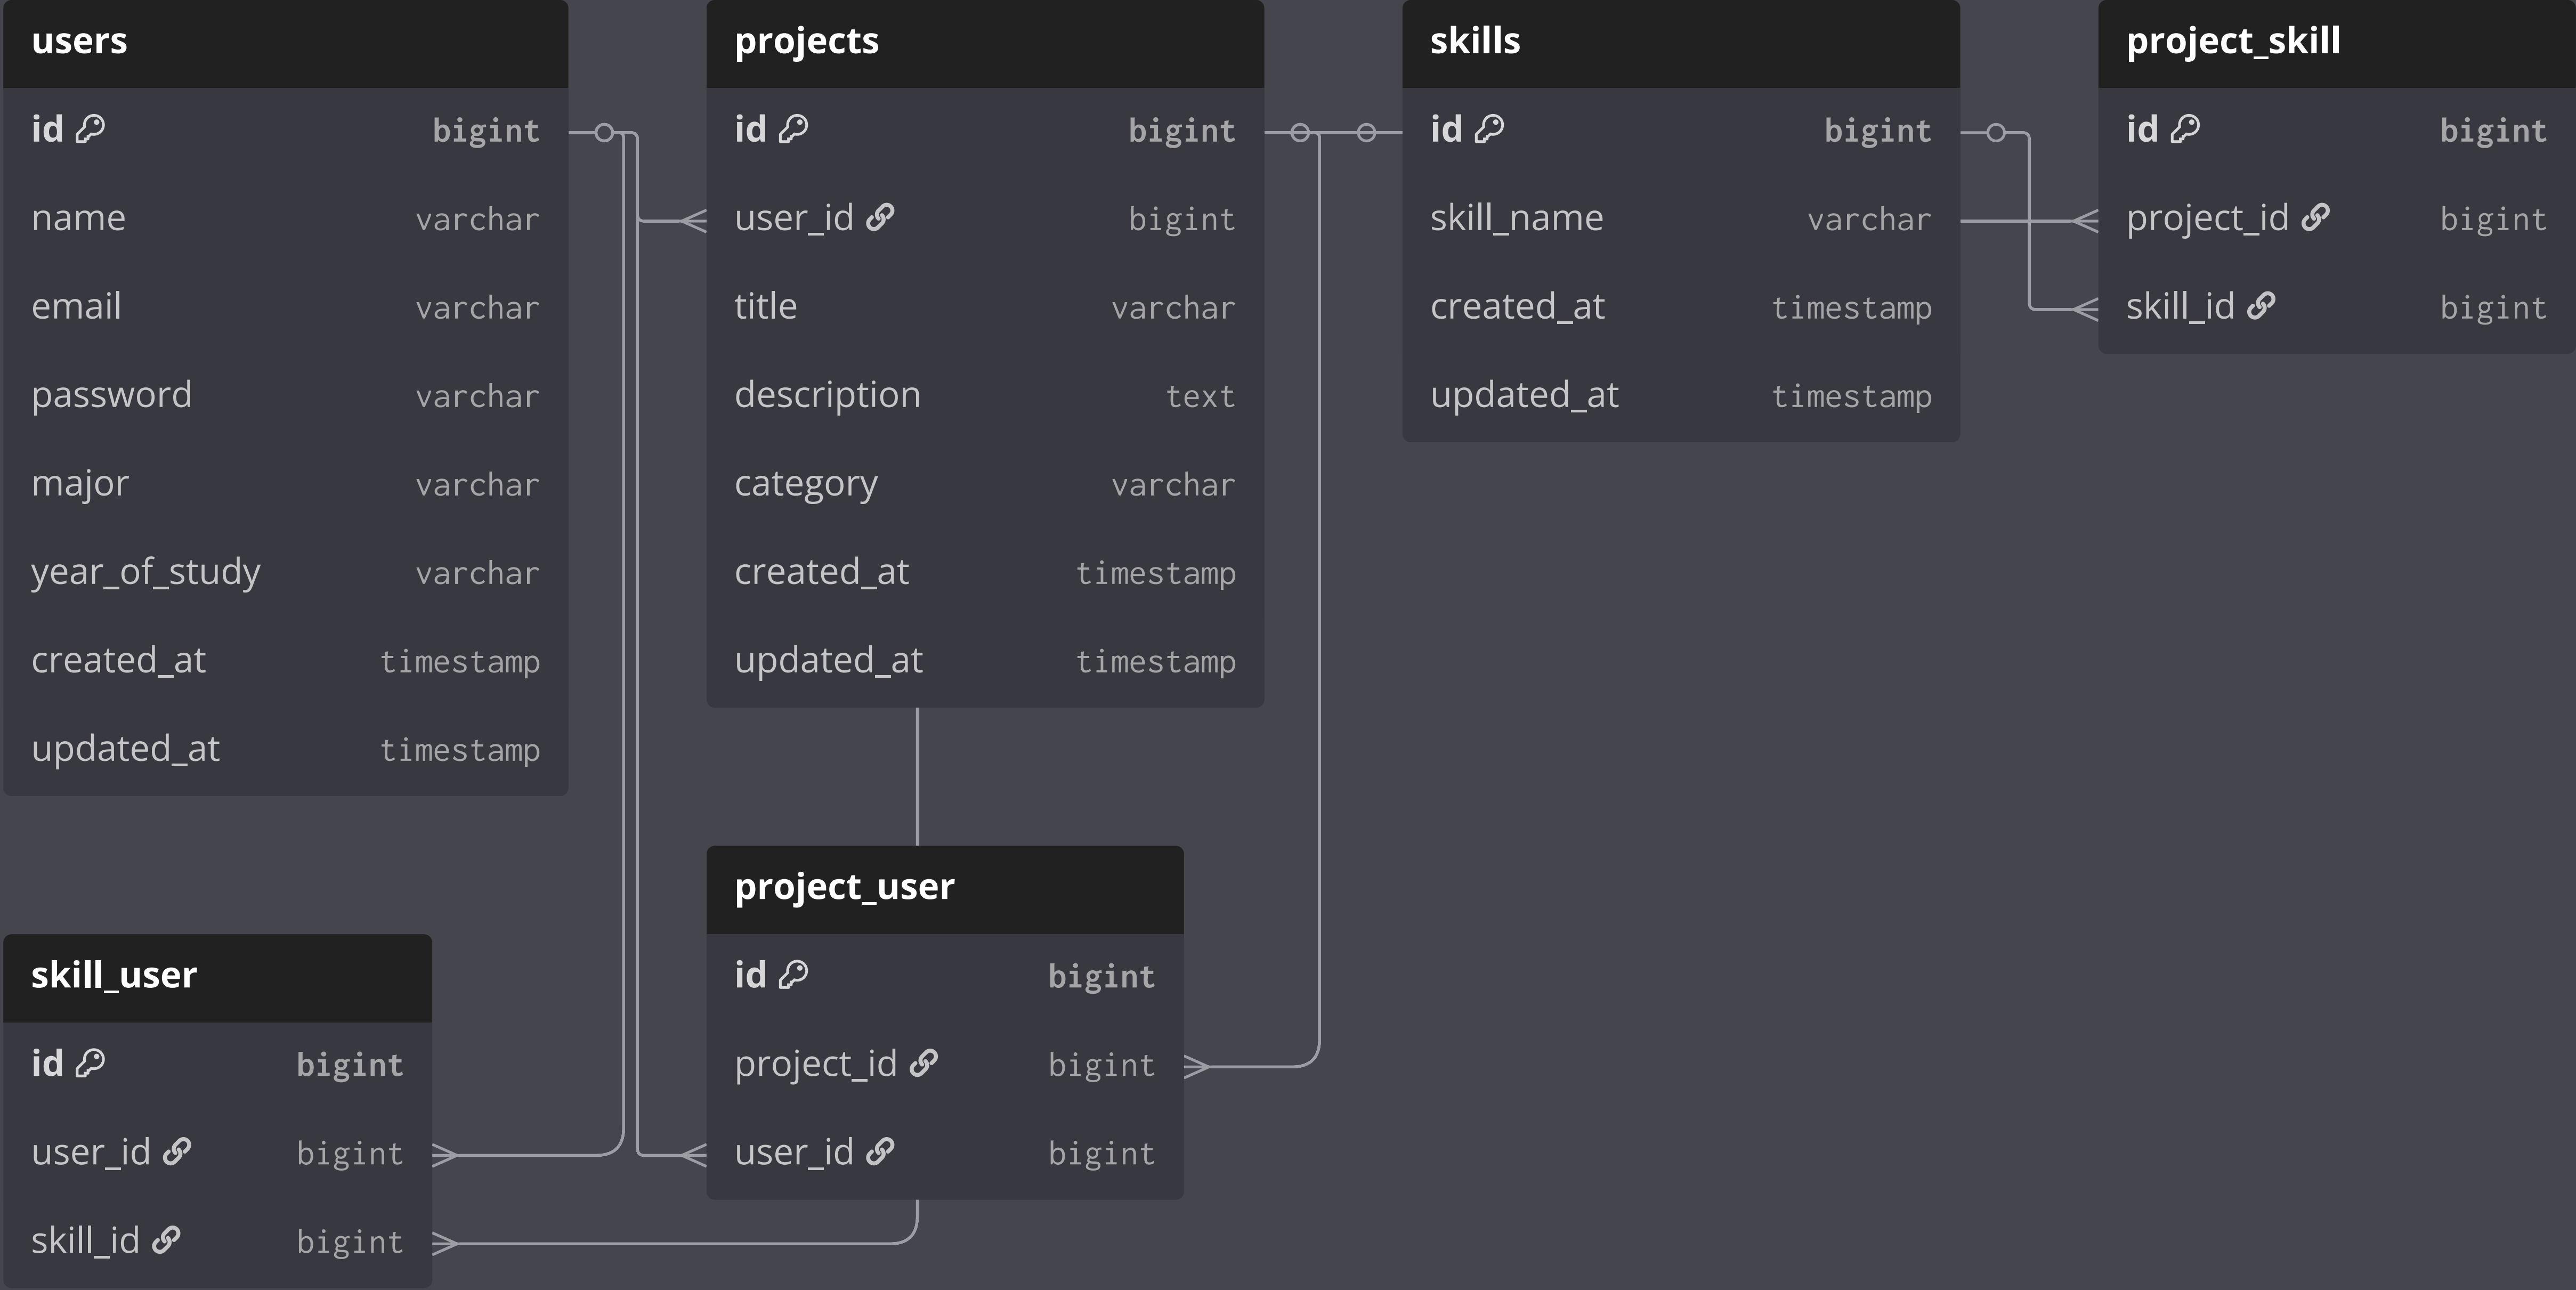 users
id bigint
name varchar
email varchar
password varchar
major varchar
year_of_study varchar
created_at timestamp
updated_at timestamp
projects
id bigint
user_id bigint
title varchar
description text
category varchar
created_at timestamp
updated_at timestamp
skills
id bigint
skill_name varchar
created_at timestamp
updated_at timestamp
project_skill
id bigint
project_id bigint
skill_id bigint
skill_user
id bigint
user_id bigint
skill_id bigint
project_user
id bigint
project_id bigint
user_id bigint